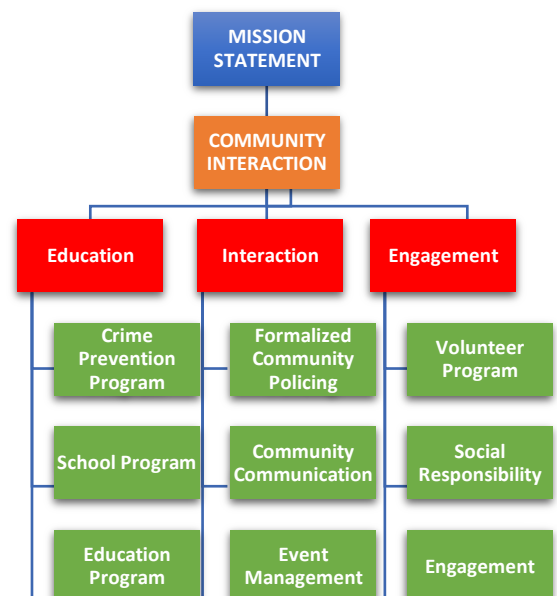 MISSION
STATEMENT
COMMUNITY
INTERACTION
Education
Interaction
Engagement
Crime
Prevention
Program
Formalized
Community
Policing
Volunteer
Program
School Program
Community
Communication
Social
Responsibility
Education
Program
Event
Management
Engagement